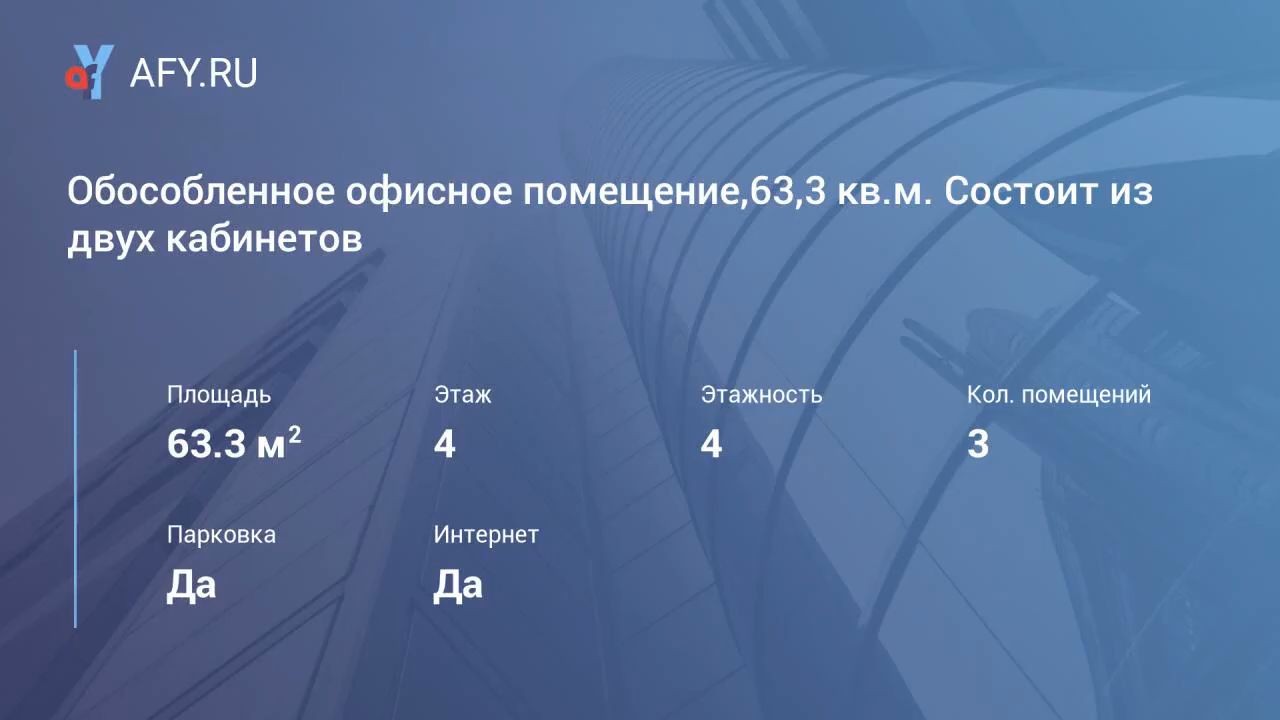 aY AFY.RU
Обособленное офисное помещение,63,3 кв.м. Состоит из
двух кабинетов
Площадь Этаж Этажность Кол. помещений
63.3 м² 4 4 3
Парковка Интернет
Да Да